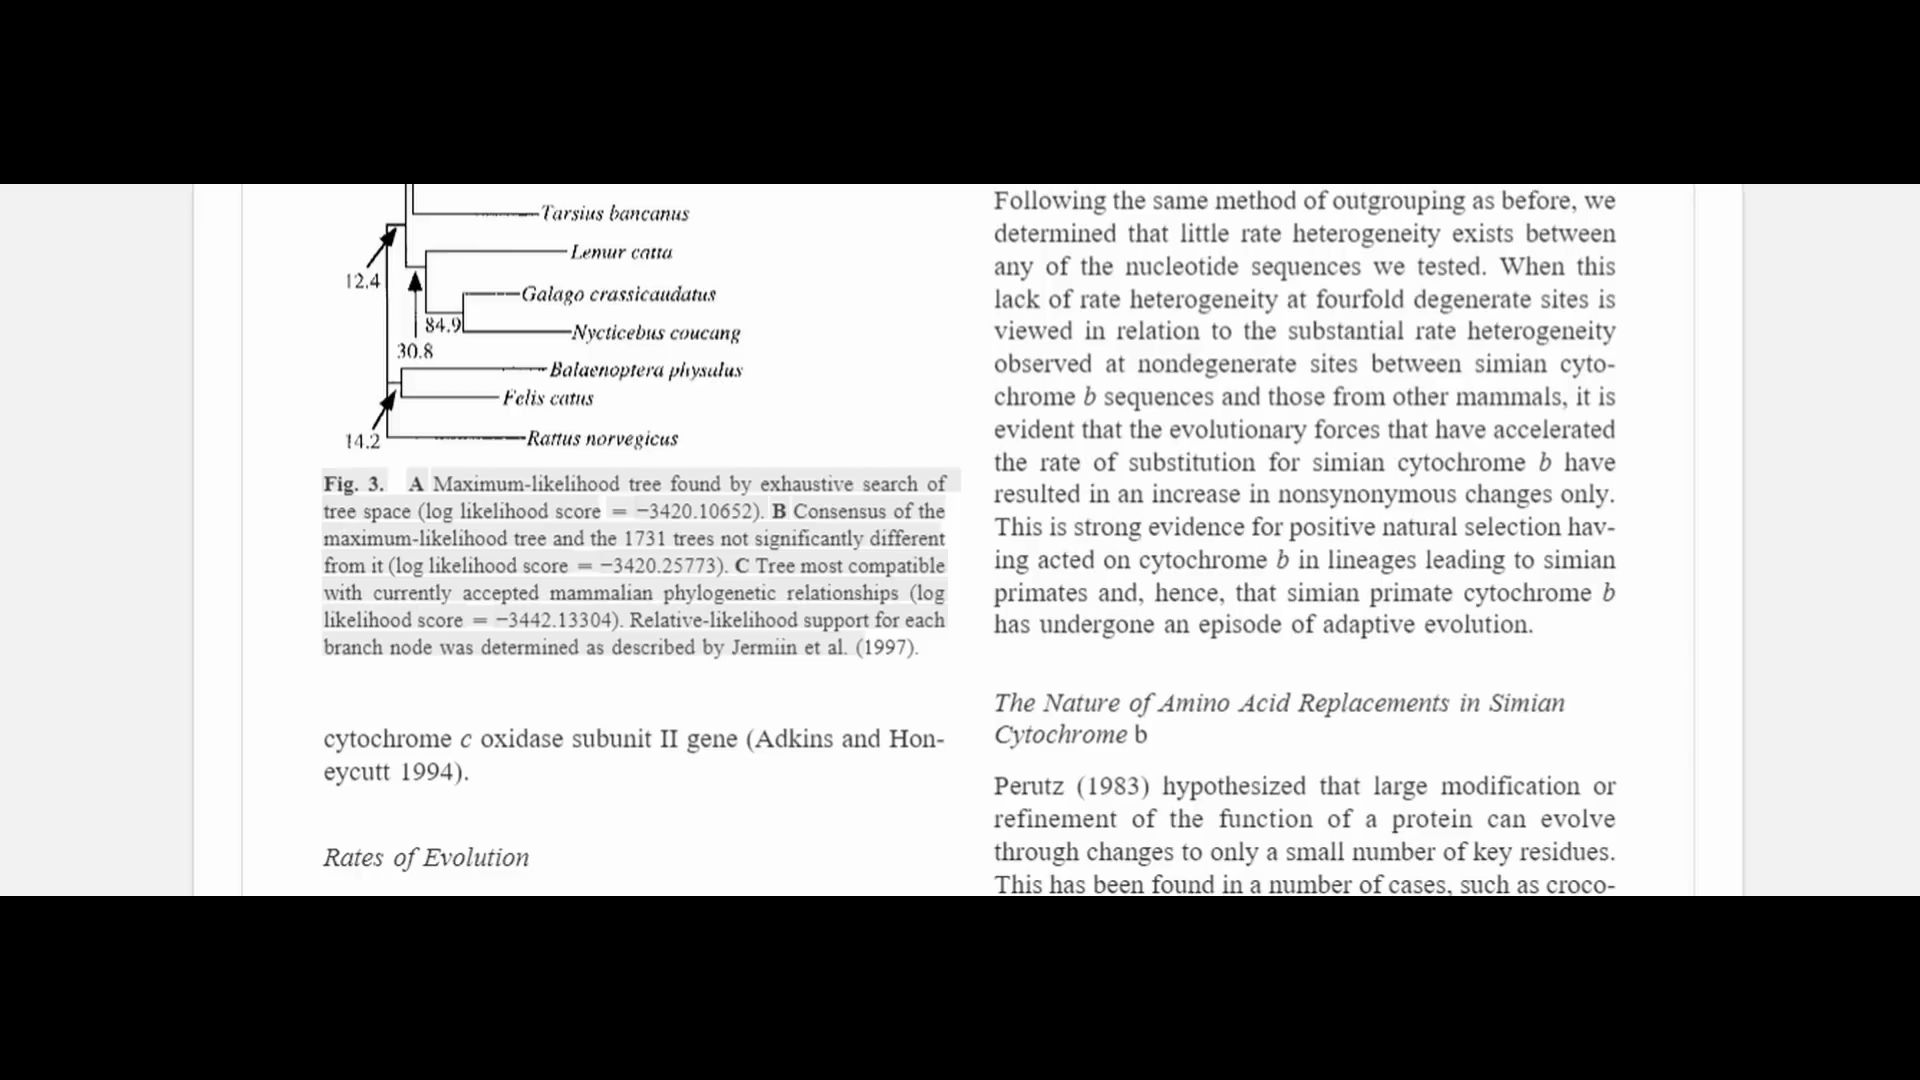 Tarsius bancanus
Lemur catta
12.4
Galago crassicaudatus
84.9
Nycticebus coucang
30.8
Balaenoptera physulus
Felis catus
14.2
Rattus norvegicus
Fig. 3. A Maximum-likelihood tree found by exhaustive search of
tree space (log likelihood score = −3420.10652). B Consensus of the
maximum-likelihood tree and the 1731 trees not significantly different
from it (log likelihood score = −3420.25773). C Tree most compatible
with currently accepted mammalian phylogenetic relationships (log
likelihood score = −3442.13304). Relative-likelihood support for each
branch node was determined as described by Jermiin et al. (1997).
cytochrome c oxidase subunit II gene (Adkins and Hon-
eycutt 1994).
Rates of Evolution
Following the same method of outgrouping as before, we
determined that little rate heterogeneity exists between
any of the nucleotide sequences we tested. When this
lack of rate heterogeneity at fourfold degenerate sites is
viewed in relation to the substantial rate heterogeneity
observed at nondegenerate sites between simian cyto-
chrome b sequences and those from other mammals, it is
evident that the evolutionary forces that have accelerated
the rate of substitution for simian cytochrome b have
resulted in an increase in nonsynonymous changes only.
This is strong evidence for positive natural selection hav-
ing acted on cytochrome b in lineages leading to simian
primates and, hence, that simian primate cytochrome b
has undergone an episode of adaptive evolution.
The Nature of Amino Acid Replacements in Simian
Cytochrome b
Perutz (1983) hypothesized that large modification or
refinement of the function of a protein can evolve
through changes to only a small number of key residues.
This has been found in a number of cases, such as croco-